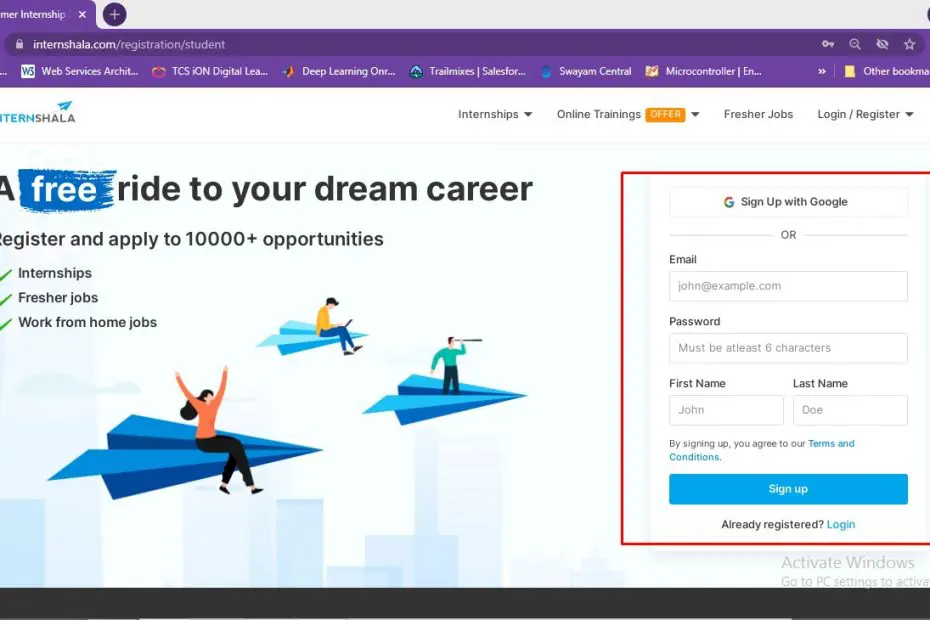 mer Internship
internshala.com/registration/student
Web Services Archit... TCS iON Digital Lea... Deep Learning Onr... Trailmixes | Salesfor... Swayam Central Microcontroller | En... » Other bookma
INTERNSHALA
Internships Online Trainings OFFER Fresher Jobs Login / Register
A free ride to your dream career
Register and apply to 10000+ opportunities
Internships
Fresher jobs
Work from home jobs
Sign Up with Google
OR
Email
john@example.com
Password
Must be atleast 6 characters
First Name Last Name
John Doe
By signing up, you agree to our Terms and
Conditions.
Sign up
Already registered? Login
Activate Windows
Go to PC settings to activa